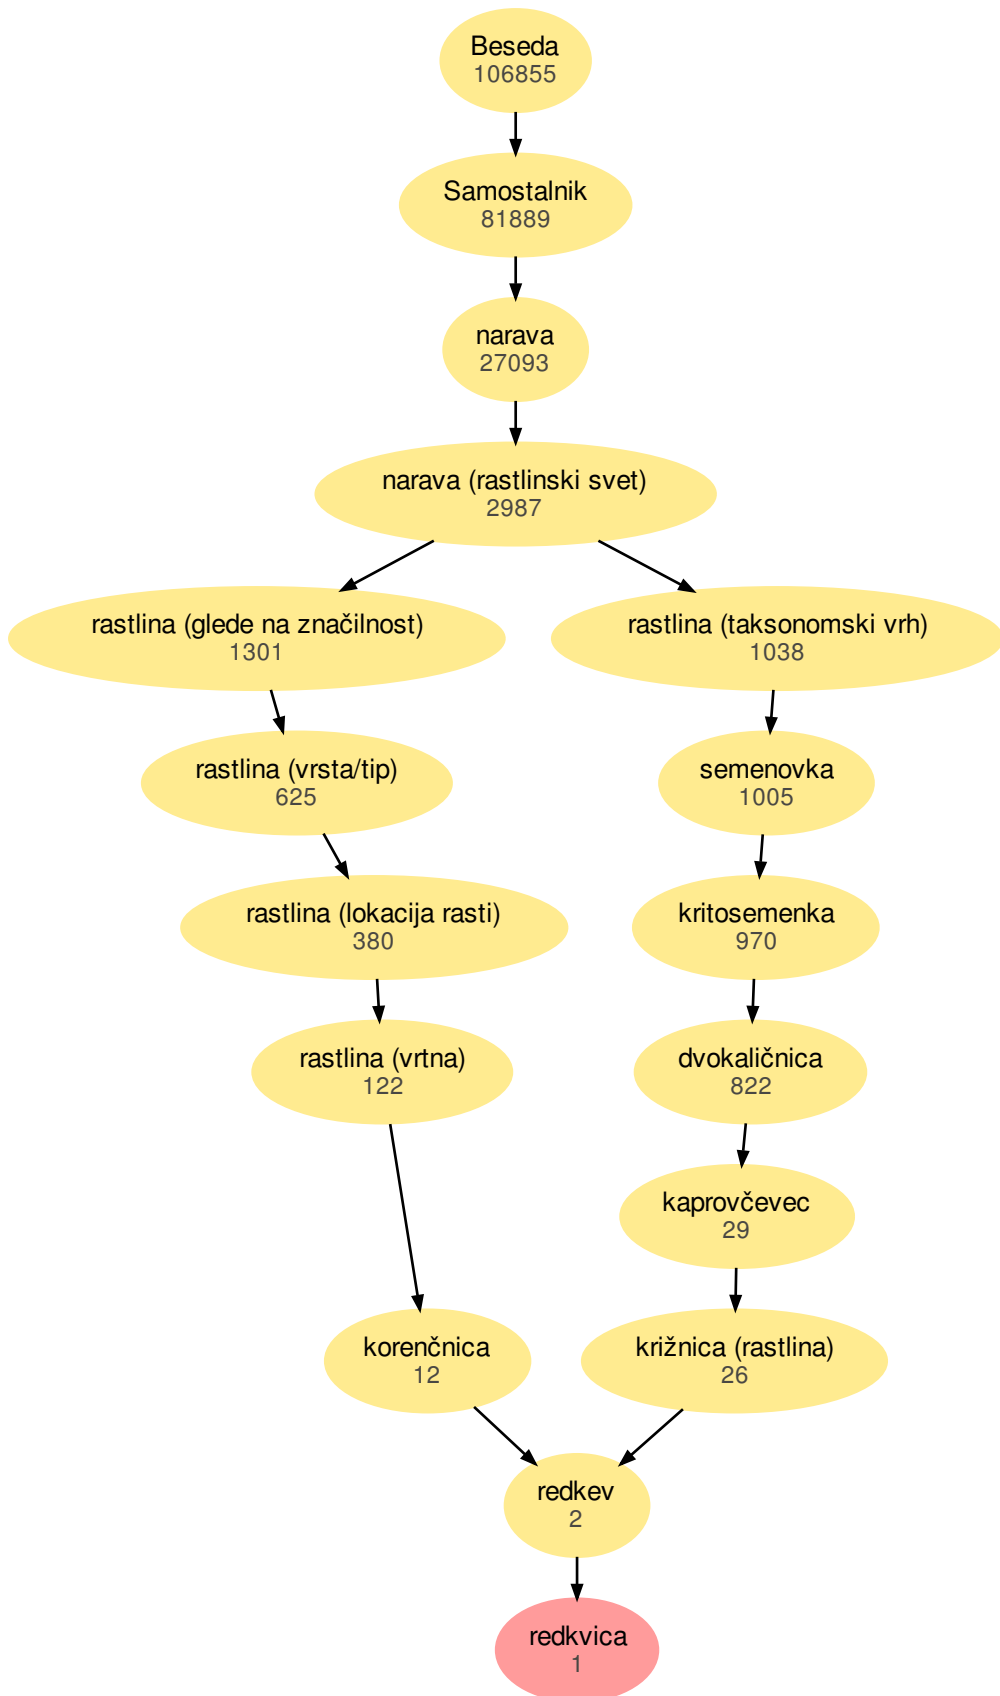 Beseda
106855
Samostalnik
81889
narava
27093
narava (rastlinski svet)
2987
rastlina (glede na značilnost)
1301
rastlina (taksonomski vrh)
1038
rastlina (vrsta/tip)
625
semenovka
1005
rastlina (lokacija rasti)
380
kritosemenka
970
rastlina (vrtna)
122
dvokaličnica
822
kaprovčevec
29
korenčnica
12
križnica (rastlina)
26
redkev
2
redkvica
1